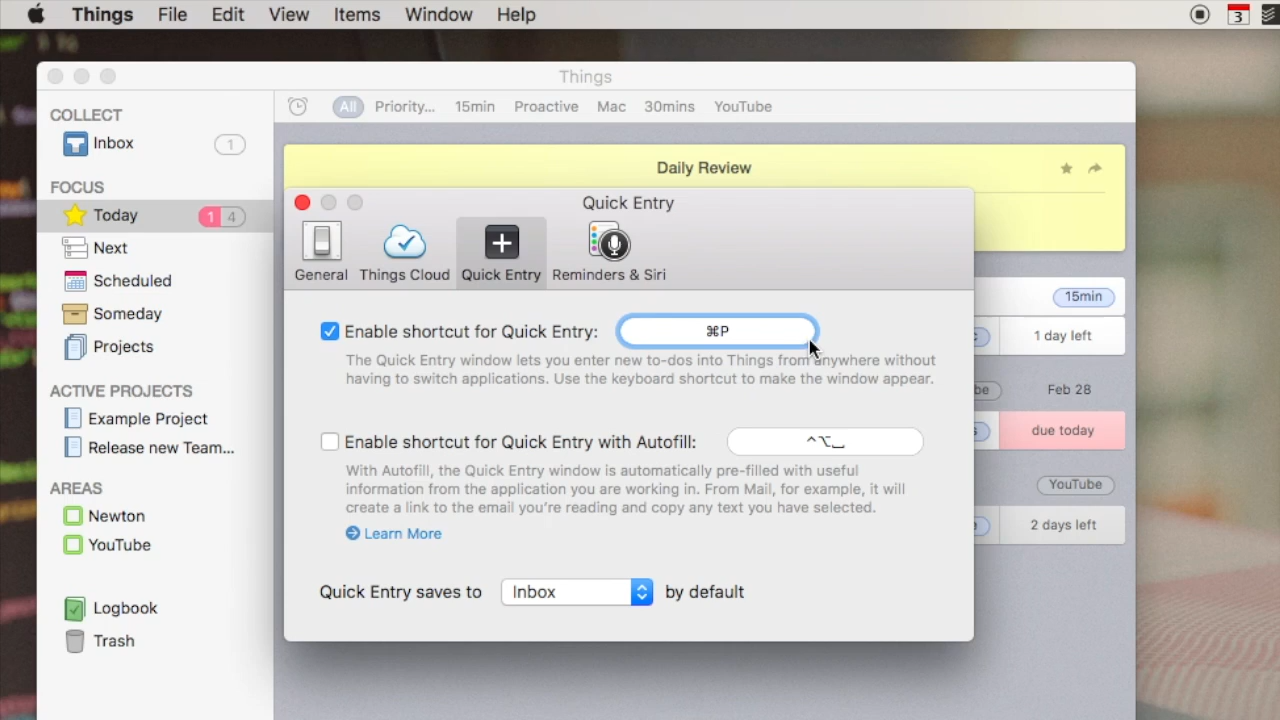 Things File Edit View Items Window Help
3
Things
COLLECT
Inbox 1
FOCUS
Today 1 4
Next
Scheduled
Someday
Projects
ACTIVE PROJECTS
Example Project
Release new Team...
AREAS
Newton
YouTube
Logbook
Trash
All Priority... 15min Proactive Mac 30mins YouTube
Daily Review
15min
1 day left
Feb 28
due today
YouTube
2 days left
Quick Entry
General Things Cloud Quick Entry Reminders & Siri
Enable shortcut for Quick Entry: ⌘P
The Quick Entry window lets you enter new to-dos into Things from anywhere without
having to switch applications. Use the keyboard shortcut to make the window appear.
Enable shortcut for Quick Entry with Autofill: ^⌥⎵
With Autofill, the Quick Entry window is automatically pre-filled with useful
information from the application you are working in. From Mail, for example, it will
create a link to the email you're reading and copy any text you have selected.
Learn More
Quick Entry saves to Inbox by default